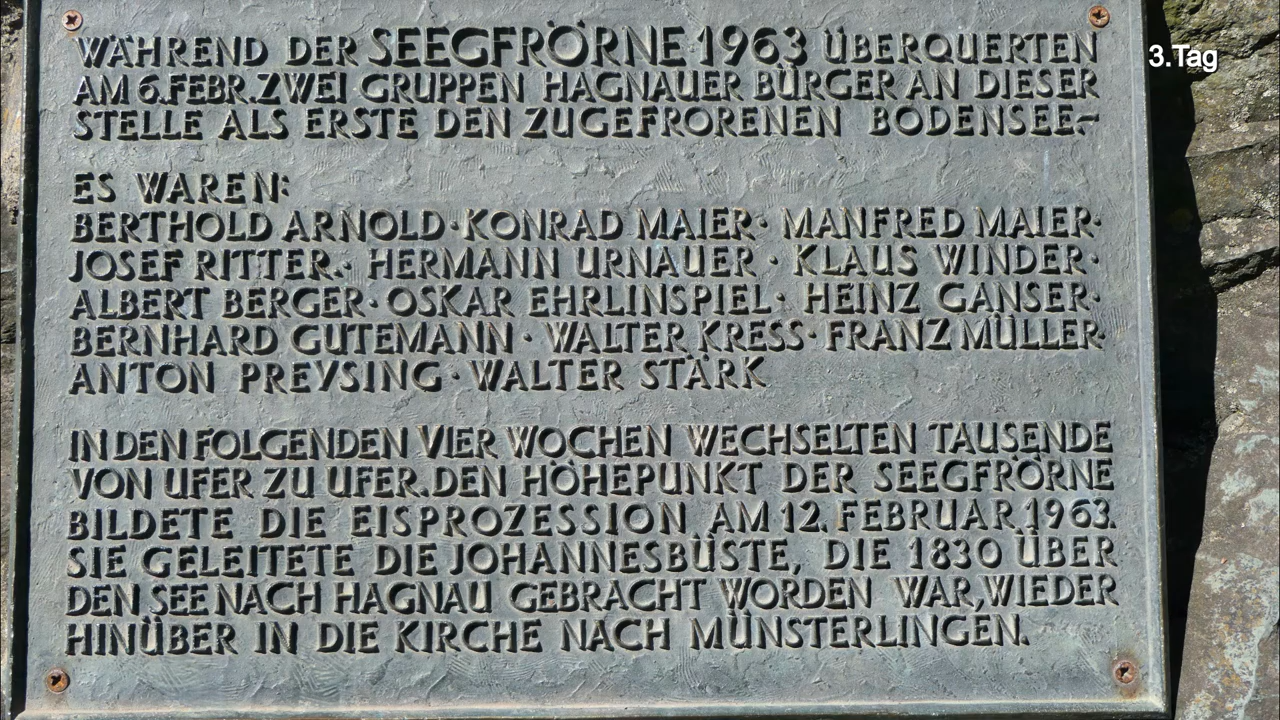 WÄHREND DER SEEGFRÖRNE 1963 ÜBERQUERTEN
AM 6.FEBR.ZWEI GRUPPEN HAGNAUER BÜRGER AN DIESER
STELLE ALS ERSTE DEN ZUGEFRORENEN BODENSEE~
ES WAREN:
BERTHOLD ARNOLD·KONRAD MAIER· MANFRED MAIER·
JOSEF RITTER· HERMANN URNAUER · KLAUS WINDER·
ALBERT BERGER·OSKAR EHRLINSPIEL· HEINZ GANSER·
BERNHARD GUTEMANN · WALTER KRESS·FRANZ MÜLLER·
ANTON PREYSING·WALTER STÄRK
IN DEN FOLGENDEN VIER WOCHEN WECHSELTEN TAUSENDE
VON UFER ZU UFER.DEN HÖHEPUNKT DER SEEGFRÖRNE
BILDETE DIE EISPROZESSION AM 12. FEBRUAR 1963.
SIE GELEITETE DIE JOHANNESBÜSTE, DIE 1830 ÜBER
DEN SEE NACH HAGNAU GEBRACHT WORDEN WAR,WIEDER
HINÜBER IN DIE KIRCHE NACH MÜNSTERLINGEN.
3.Tag